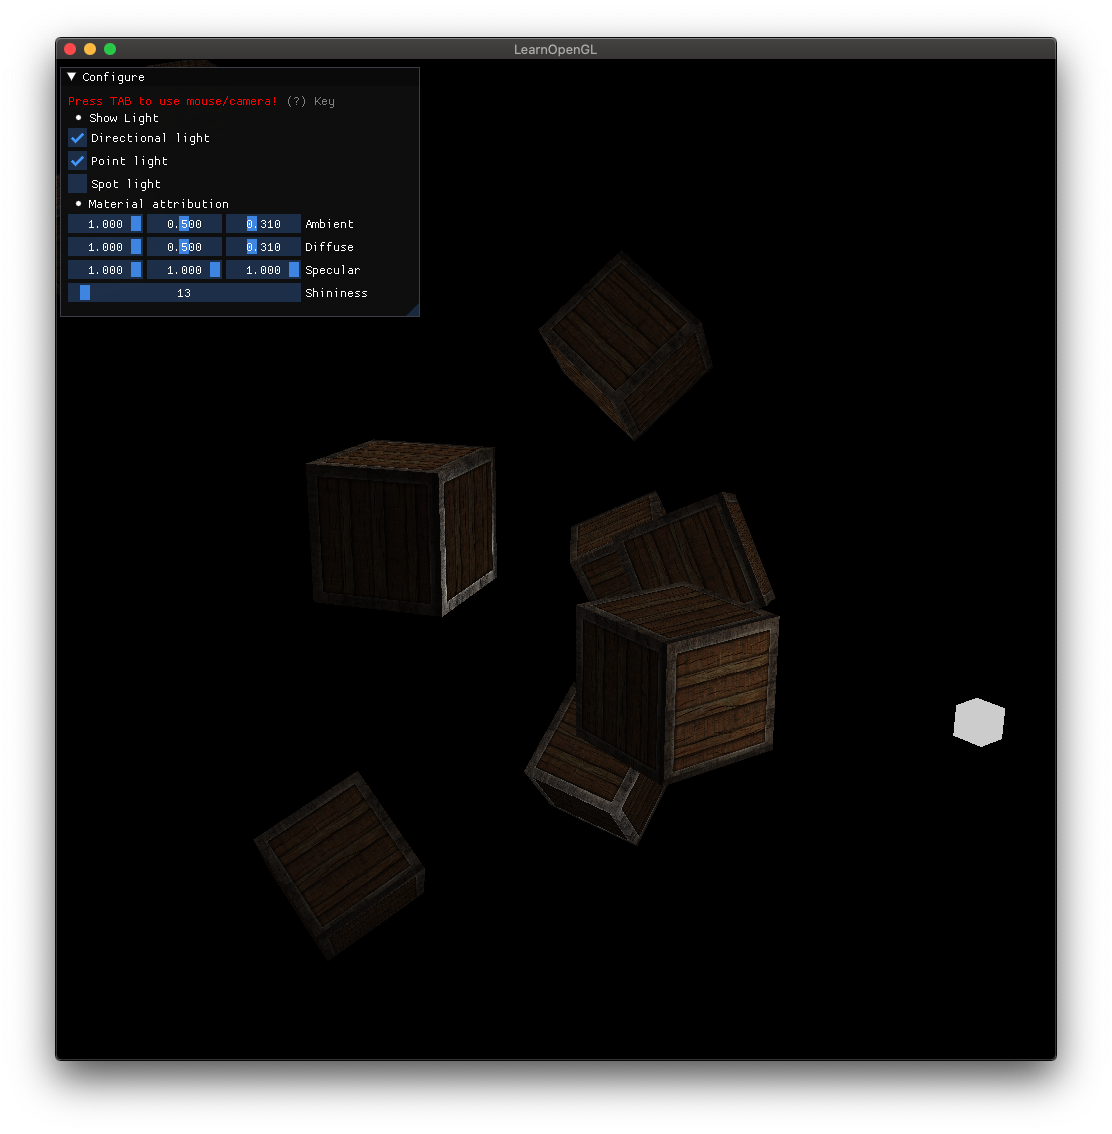 LearnOpenGL
Configure
Press TAB to use mouse/camera! (?) Key
Show Light
Directional light
Point light
Spot light
Material attribution
1.000 0.500 0.310 Ambient
1.000 0.500 0.310 Diffuse
1.000 1.000 1.000 Specular
13 Shininess